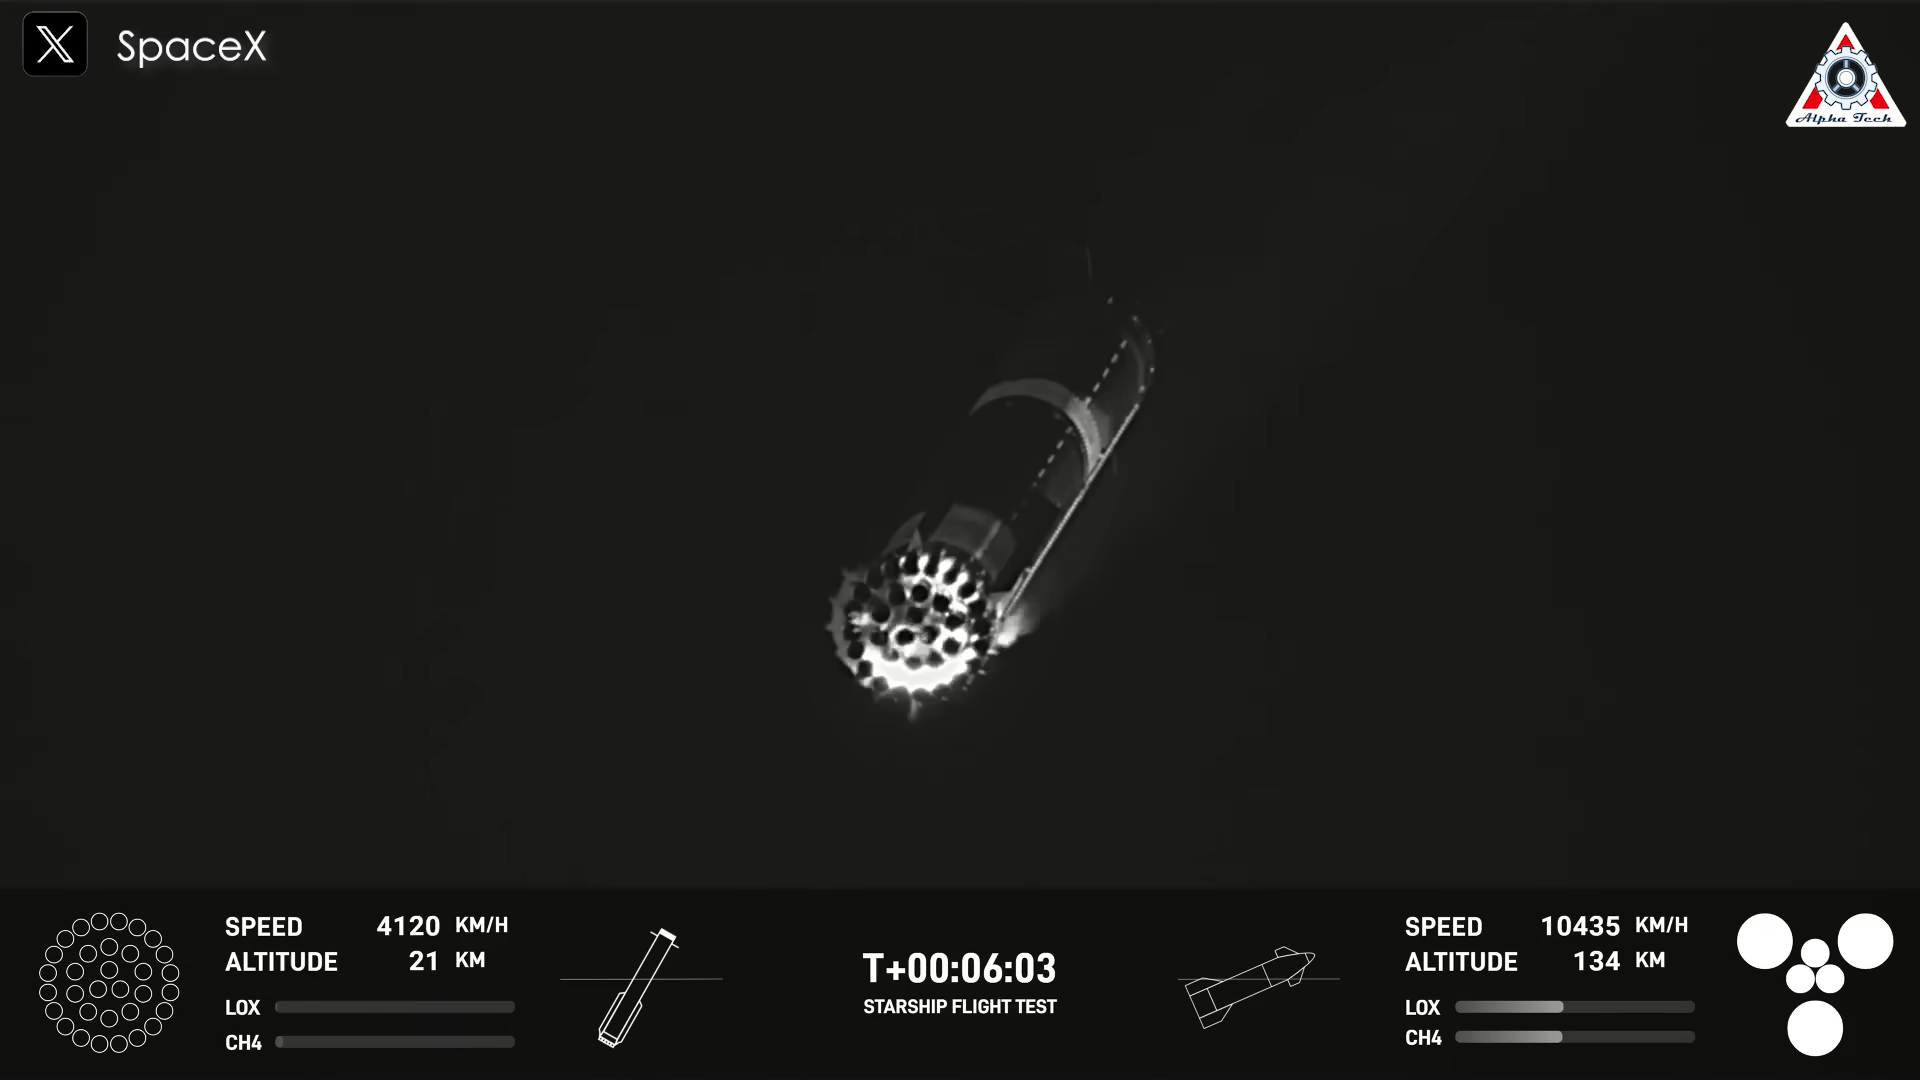 SpaceX
Alpha Tech
SPEED 4120 KM/H
ALTITUDE 21 KM
LOX
CH4
T+00:06:03
STARSHIP FLIGHT TEST
SPEED 10435 KM/H
ALTITUDE 134 KM
LOX
CH4